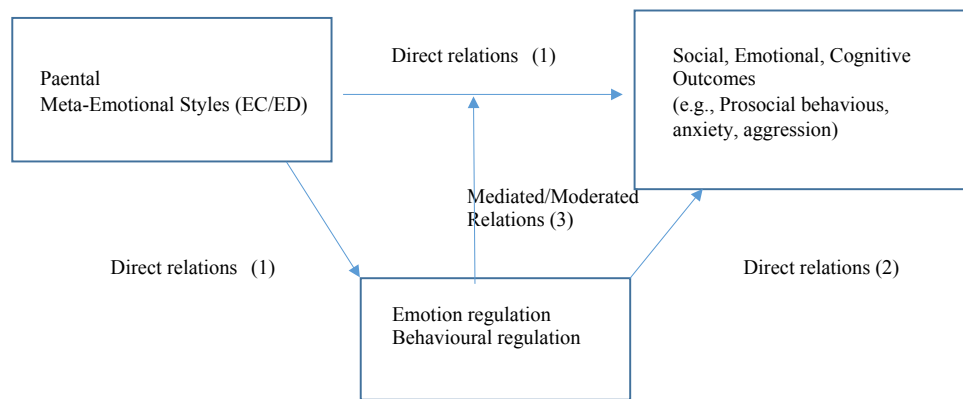 Direct relations (1)
Paental
Meta-Emotional Styles (EC/ED)
Social, Emotional, Cognitive
Outcomes
(e.g., Prosocial behavious,
anxiety, aggression)
Mediated/Moderated
Relations (3)
Direct relations (1)
Direct relations (2)
Emotion regulation
Behavioural regulation